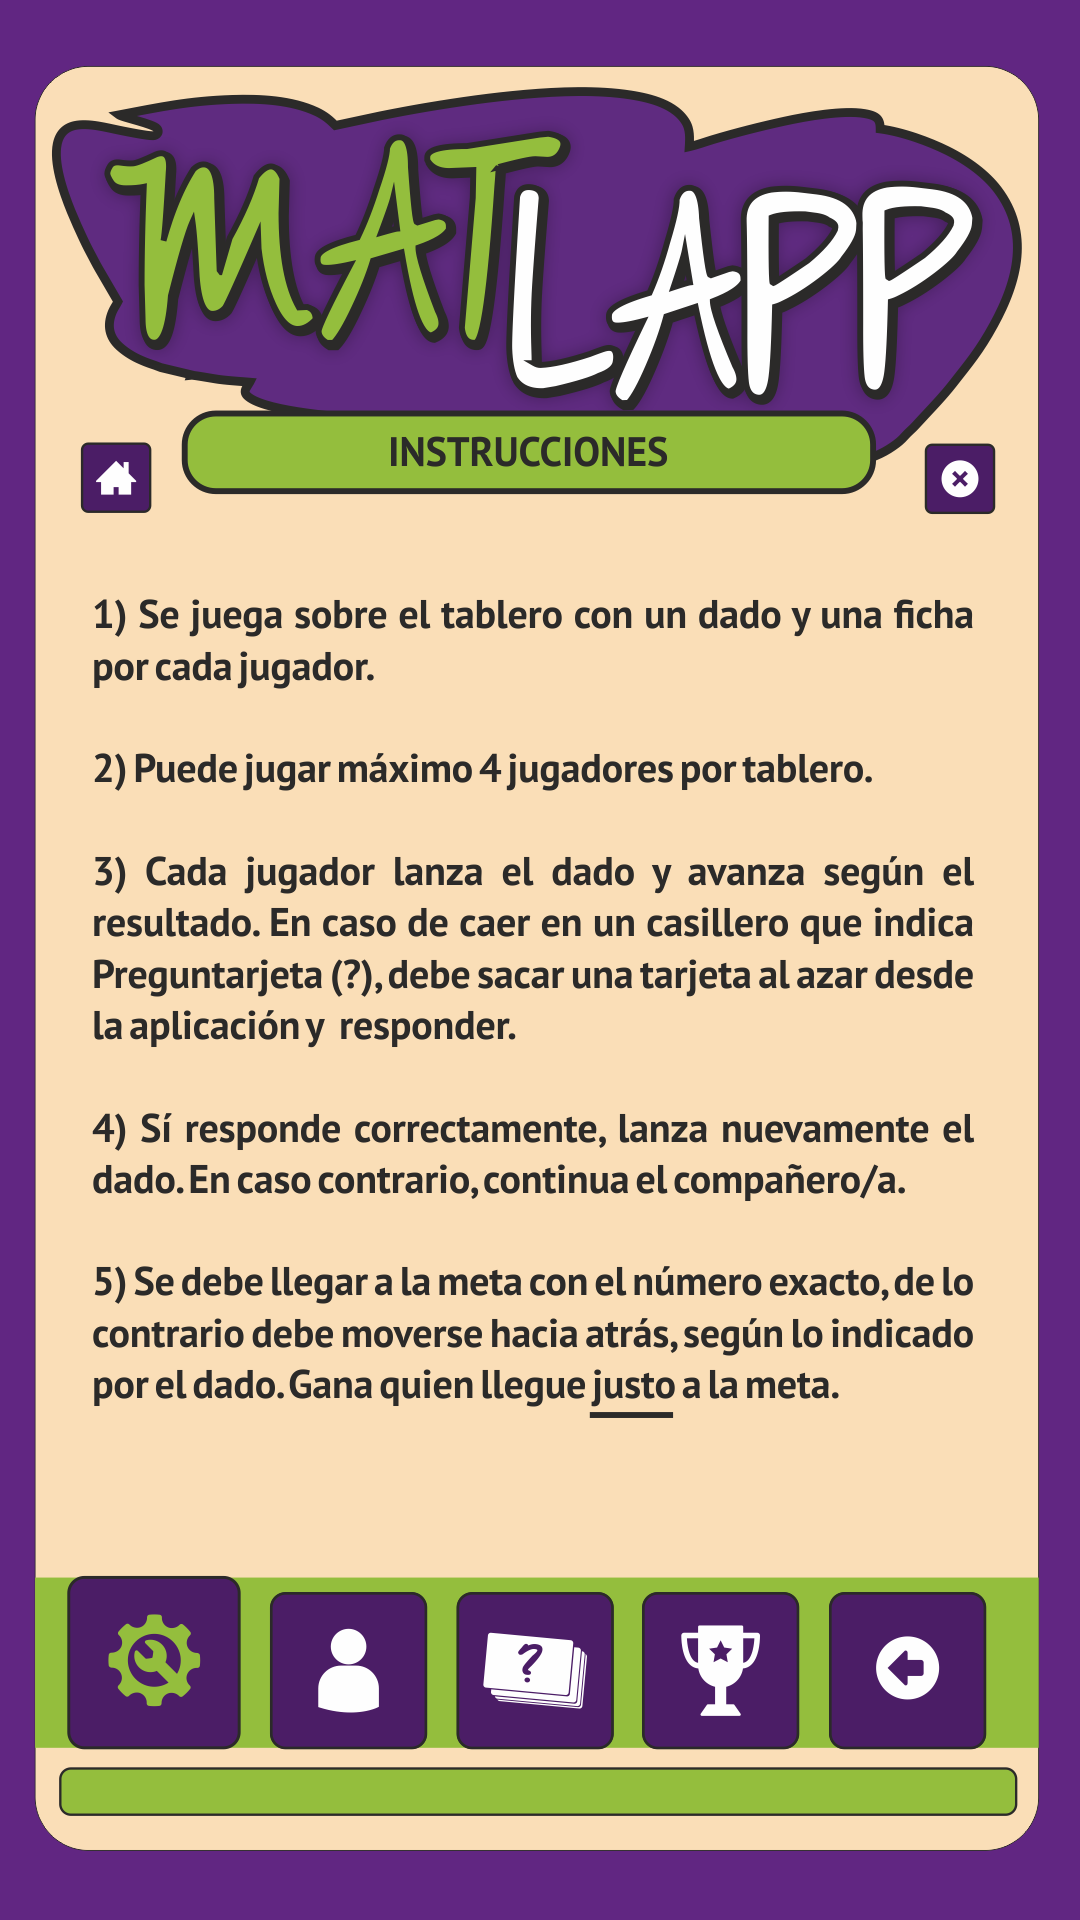 MATLAPP
INSTRUCCIONES
1) Se juega sobre el tablero con un dado y una ficha
por cada jugador.
2) Puede jugar máximo 4 jugadores por tablero.
3) Cada jugador lanza el dado y avanza según el
resultado. En caso de caer en un casillero que indica
Preguntarjeta (?), debe sacar una tarjeta al azar desde
la aplicación y responder.
4) Sí responde correctamente, lanza nuevamente el
dado. En caso contrario, continua el compañero/a.
5) Se debe llegar a la meta con el número exacto, de lo
contrario debe moverse hacia atrás, según lo indicado
por el dado. Gana quien llegue justo a la meta.
?